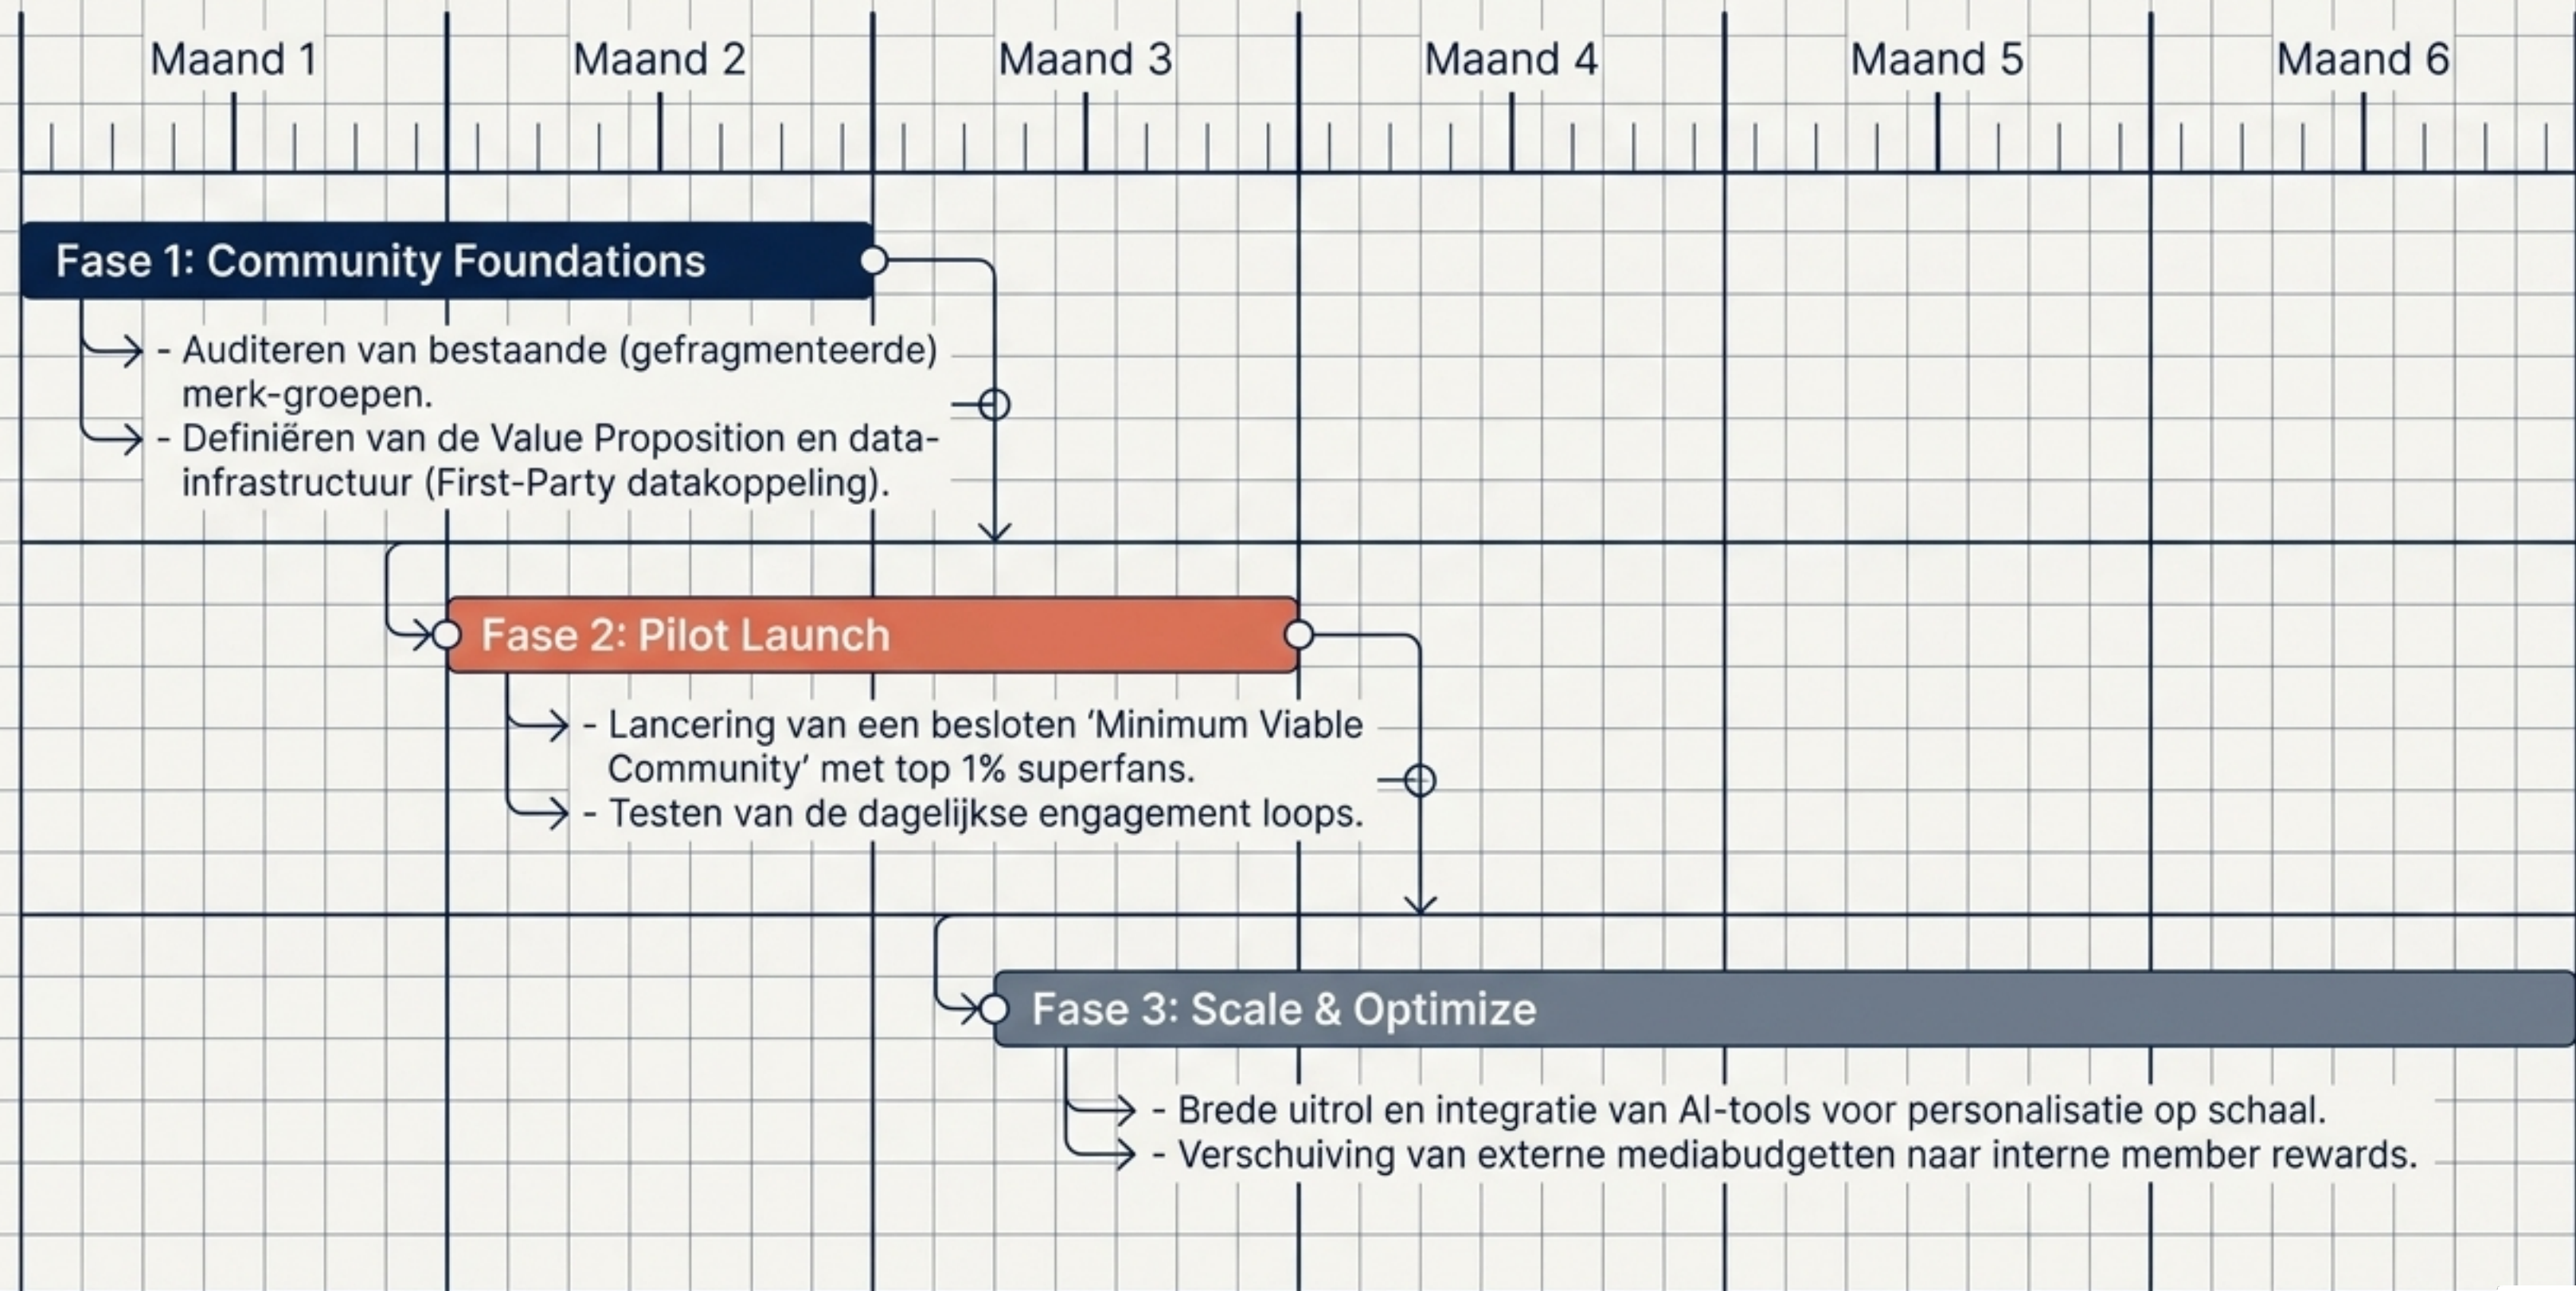 Maand 1
Maand 2
Maand 3
Maand 4
Maand 5
Maand 6
Fase 1: Community Foundations
- Auditeren van bestaande (gefragmenteerde)
merk-groepen.
- Definiëren van de Value Proposition en data-
infrastructuur (First-Party datakoppeling).
Fase 2: Pilot Launch
- Lancering van een besloten ‘Minimum Viable
Community’ met top 1% superfans.
- Testen van de dagelijkse engagement loops.
Fase 3: Scale & Optimize
- Brede uitrol en integratie van AI-tools voor personalisatie op schaal.
- Verschuiving van externe mediabudgetten naar interne member rewards.